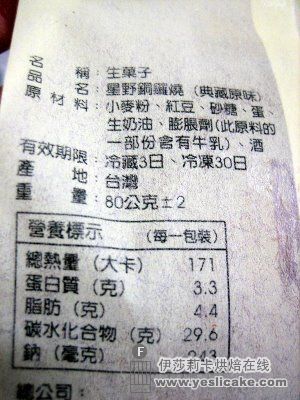 名 稱：生菓子
品 名：星野銅鑼燒（典藏原味）
原 材 料：小麥粉、紅豆、砂糖、蛋、
生奶油、膨脹劑(此原料的
一部份含有牛乳)、酒
有效期限：冷藏3日、冷凍30日
產 地：台灣
重 量：80公克±2
營養標示 （每一包裝）
總熱量（大卡） 171
蛋白質（克） 3.3
脂肪（克） 4.4
碳水化合物（克） 29.6
鈉（毫克）
總公司：
伊莎莉卡烘焙在线
www.yeslicake.com